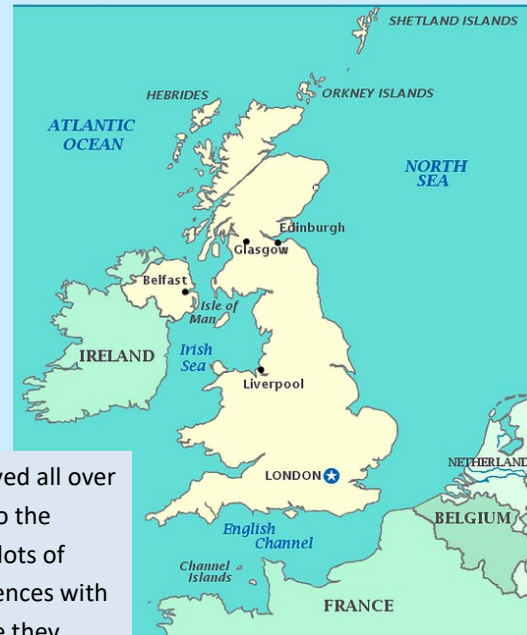 SHETLAND ISLANDS
HEBRIDES
ORKNEY ISLANDS
ATLANTIC
OCEAN
NORTH
SEA
Edinburgh
Glasgow
Belfast
Isle of
Man
IRELAND
Irish
Sea
Liverpool
LONDON
NETHERLAND
BELGIUM
English
Channel
Channel
Islands
FRANCE
ved all over
o the
lots of
ences with
e they